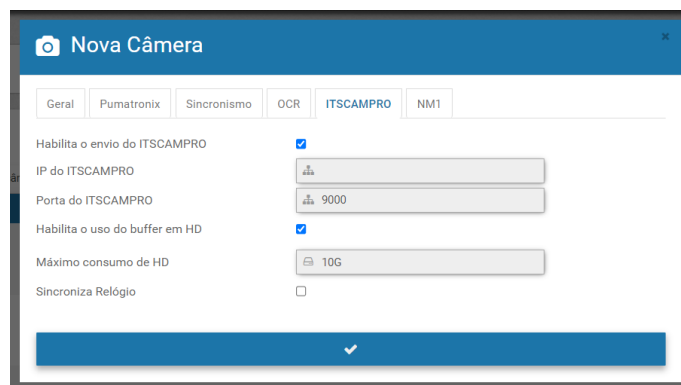 Nova Câmera
×
Geral Pumatronix Sincronismo OCR ITSCAMPRO NM1
Habilita o envio do ITSCAMPRO
IP do ITSCAMPRO
Porta do ITSCAMPRO 9000
Habilita o uso do buffer em HD
Máximo consumo de HD 10G
Sincroniza Relógio